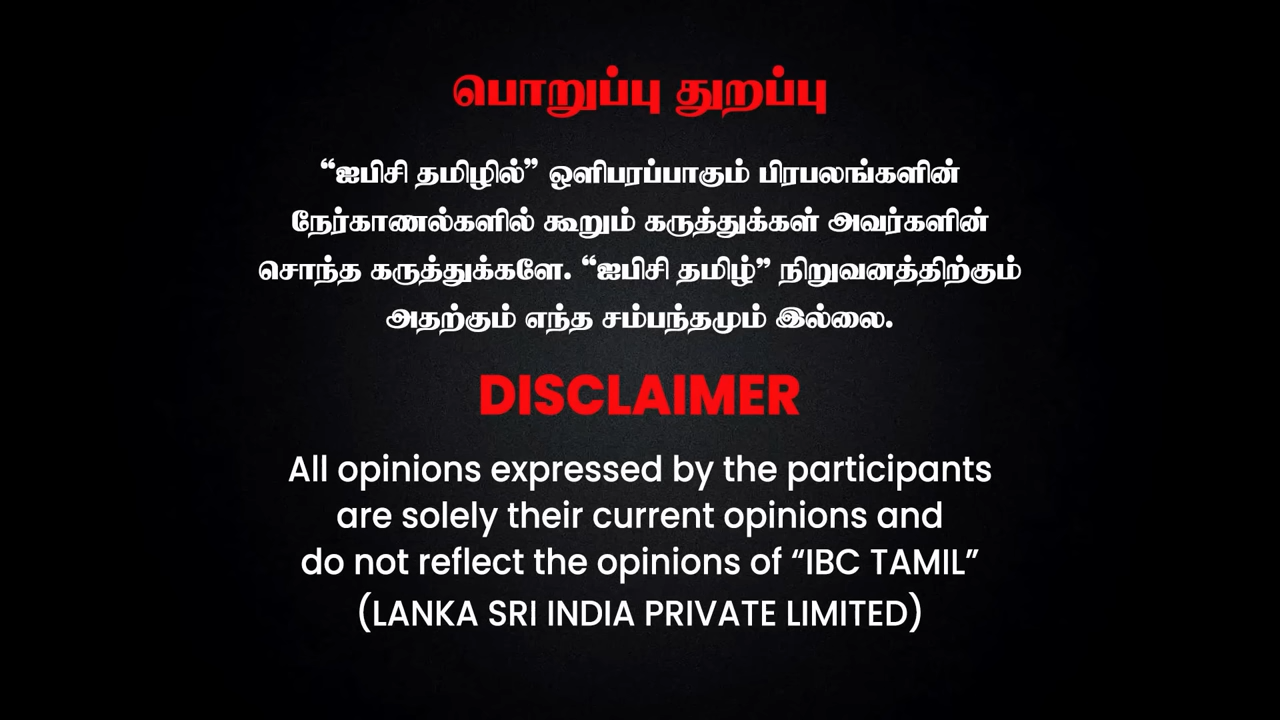 பொறுப்பு துறப்பு
“ஐபிசி தமிழில்” ஒளிபரப்பாகும் பிரபலங்களின்
நேர்காணல்களில் கூறும் கருத்துக்கள் அவர்களின்
சொந்த கருத்துக்களே. “ஐபிசி தமிழ்” நிறுவனத்திற்கும்
அதற்கும் எந்த சம்பந்தமும் இல்லை.
DISCLAIMER
All opinions expressed by the participants
are solely their current opinions and
do not reflect the opinions of “IBC TAMIL”
(LANKA SRI INDIA PRIVATE LIMITED)